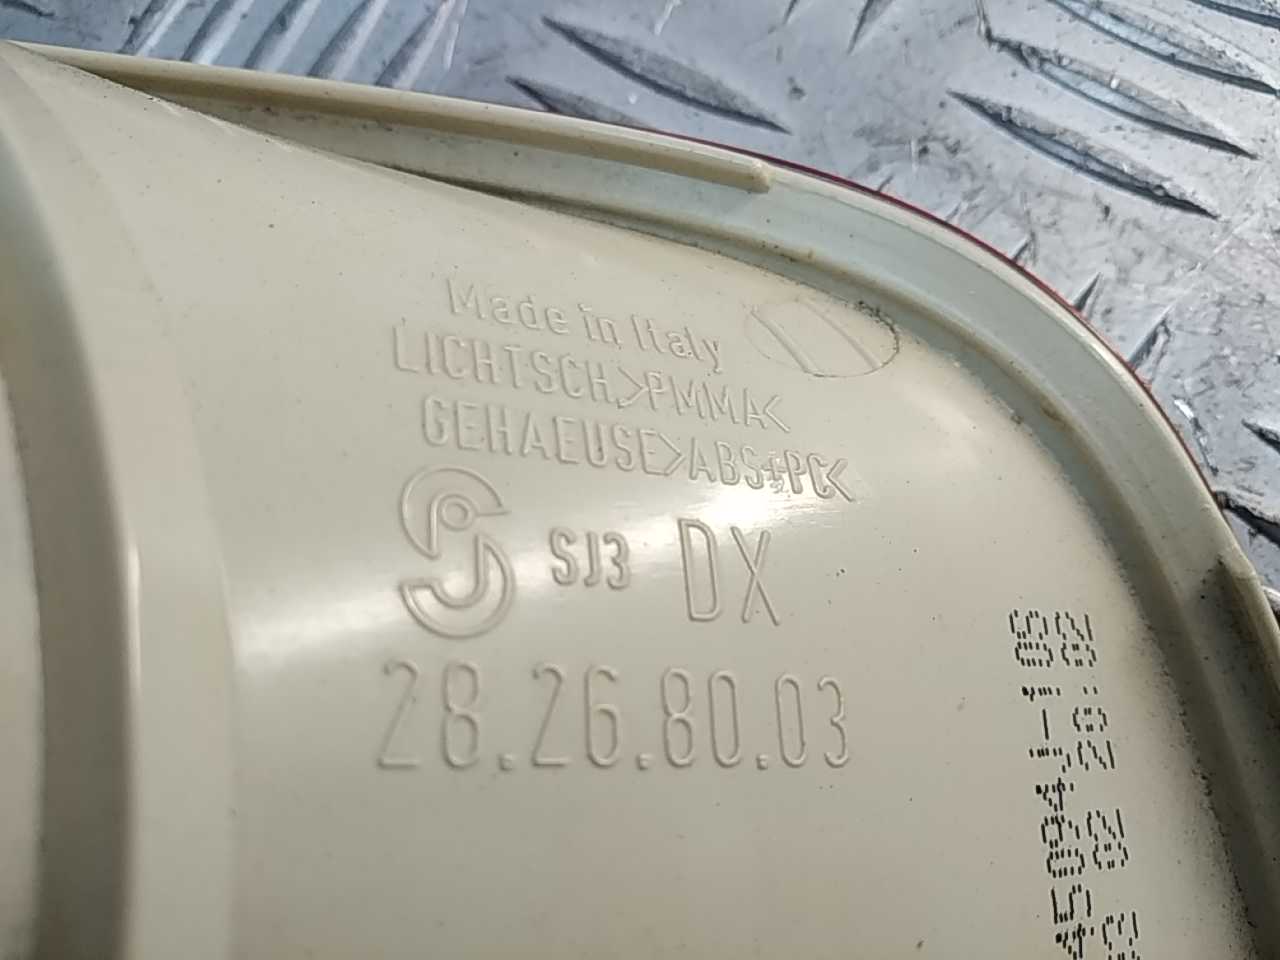 Made in Italy
LICHTSCH.>PMMA<
GEHAEUSE>ABS+PC<
SJ3 DX
28.26.80.03